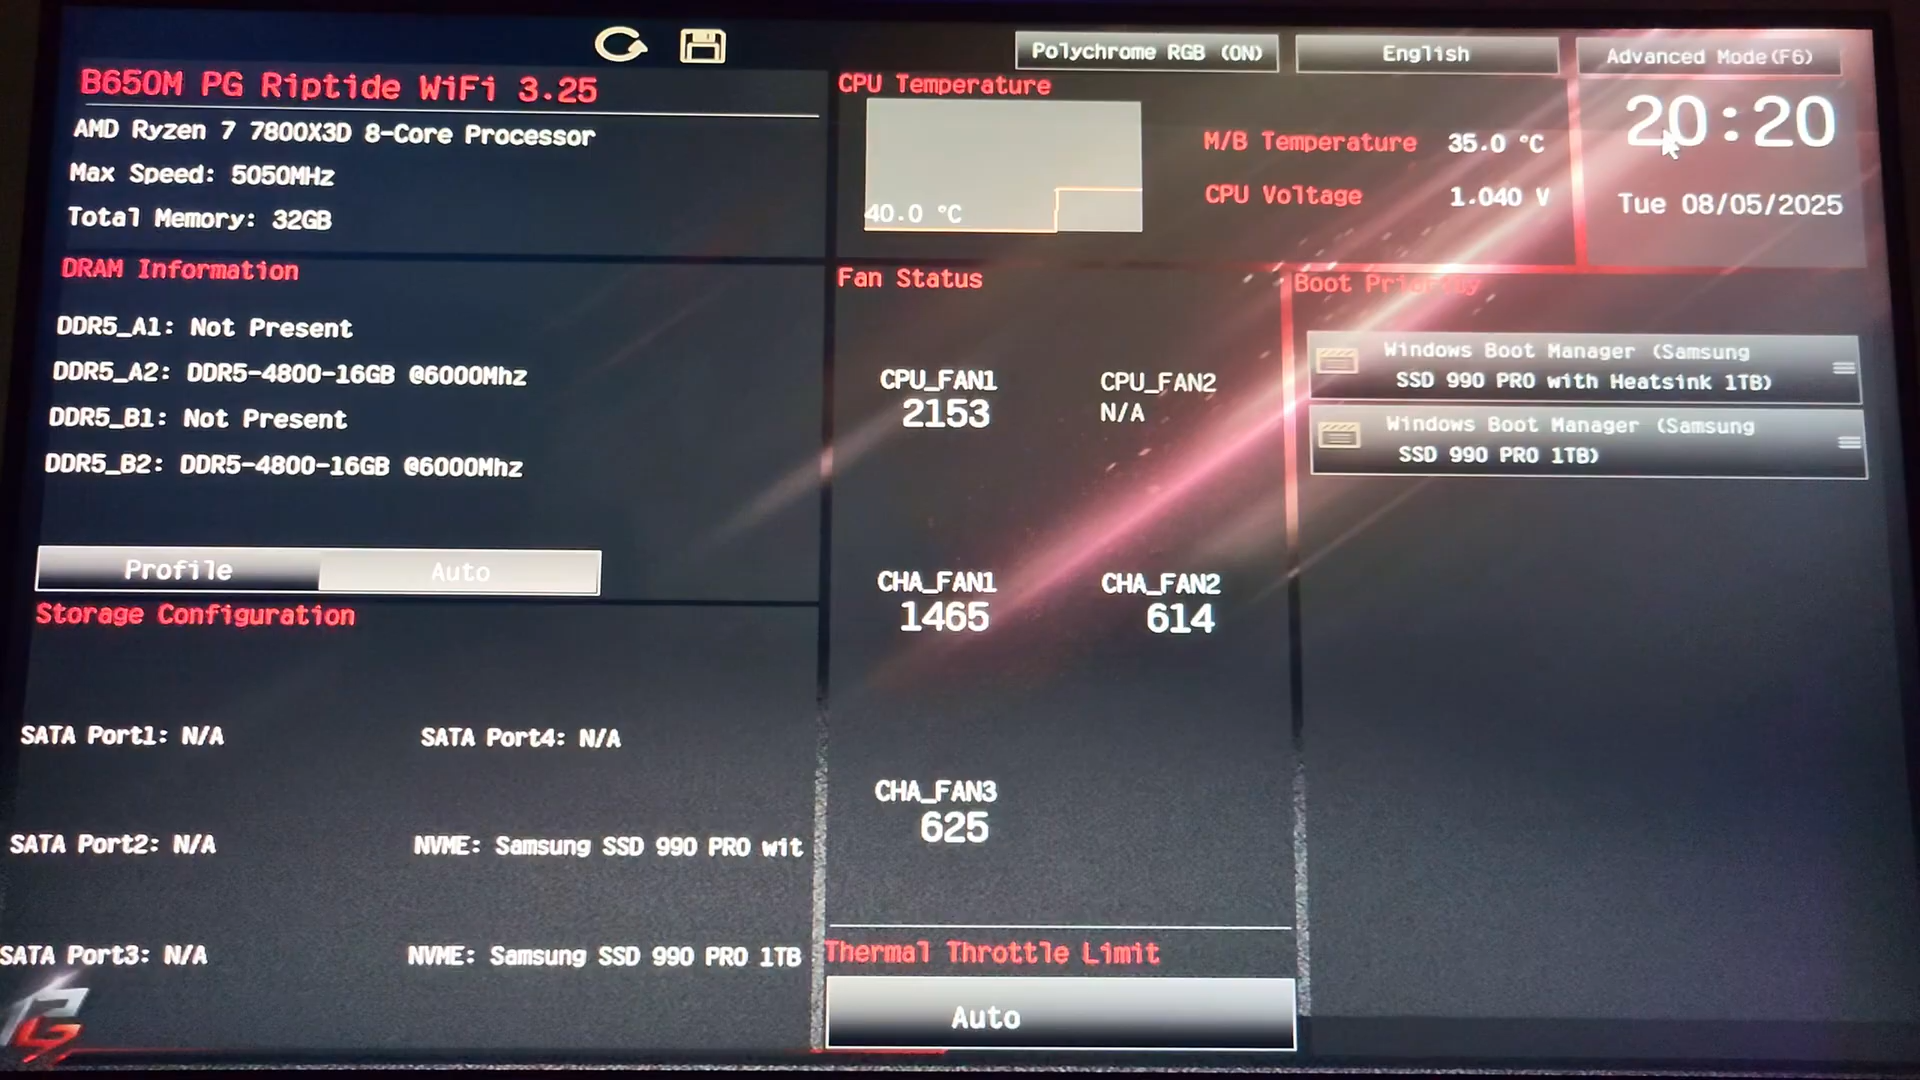 Polychrome RGB (ON)
English
Advanced Mode(F6)
B650M PG Riptide WiFi 3.25
AMD Ryzen 7 7800X3D 8-Core Processor
Max Speed: 5050MHz
Total Memory: 32GB
CPU Temperature
40.0 °C
M/B Temperature 35.0 °C
CPU Voltage 1.040 V
20:20
Tue 08/05/2025
DRAM Information
DDR5_A1: Not Present
DDR5_A2: DDR5-4800-16GB @6000Mhz
DDR5_B1: Not Present
DDR5_B2: DDR5-4800-16GB @6000Mhz
Profile Auto
Fan Status
CPU_FAN1
2153
CPU_FAN2
N/A
CHA_FAN1
1465
CHA_FAN2
614
CHA_FAN3
625
Boot Priority
Windows Boot Manager (Samsung
SSD 990 PRO with Heatsink 1TB)
Windows Boot Manager (Samsung
SSD 990 PRO 1TB)
Storage Configuration
SATA Port1: N/A
SATA Port4: N/A
SATA Port2: N/A
NVME: Samsung SSD 990 PRO wit
SATA Port3: N/A
NVME: Samsung SSD 990 PRO 1TB
Thermal Throttle Limit
Auto